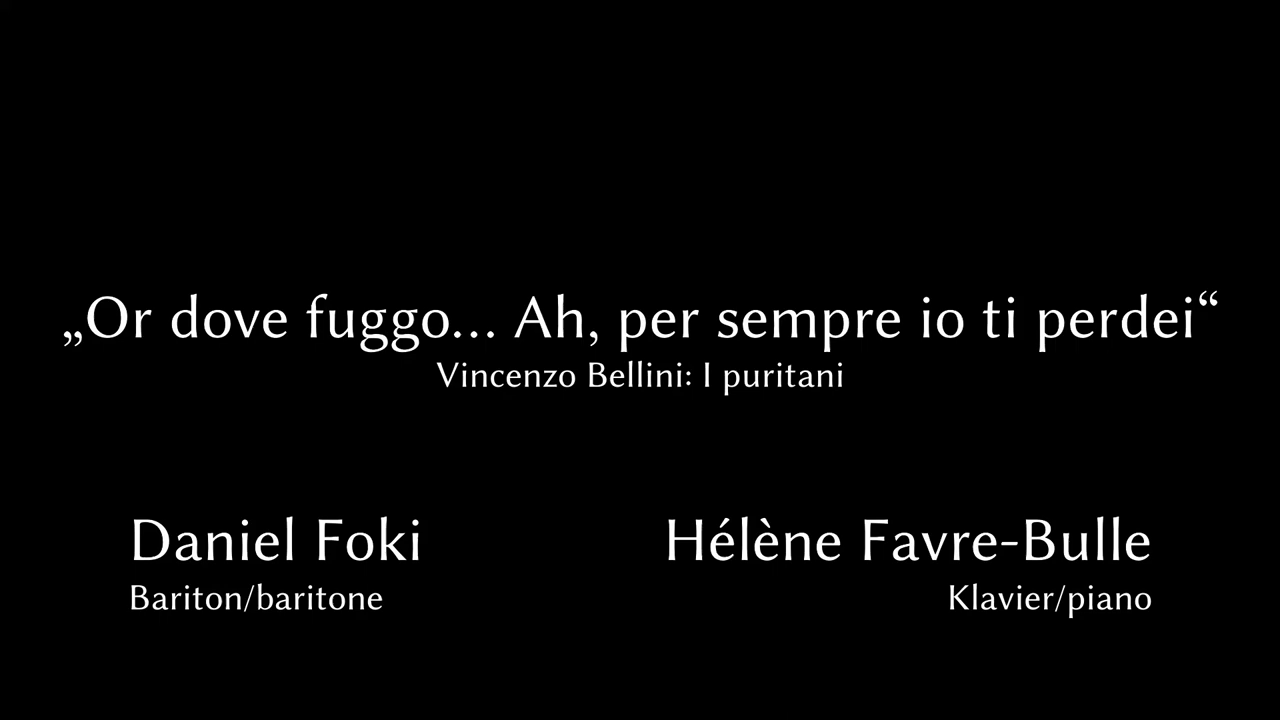 „Or dove fuggo... Ah, per sempre io ti perdei“
Vincenzo Bellini: I puritani
Daniel Foki
Bariton/baritone
Hélène Favre-Bulle
Klavier/piano